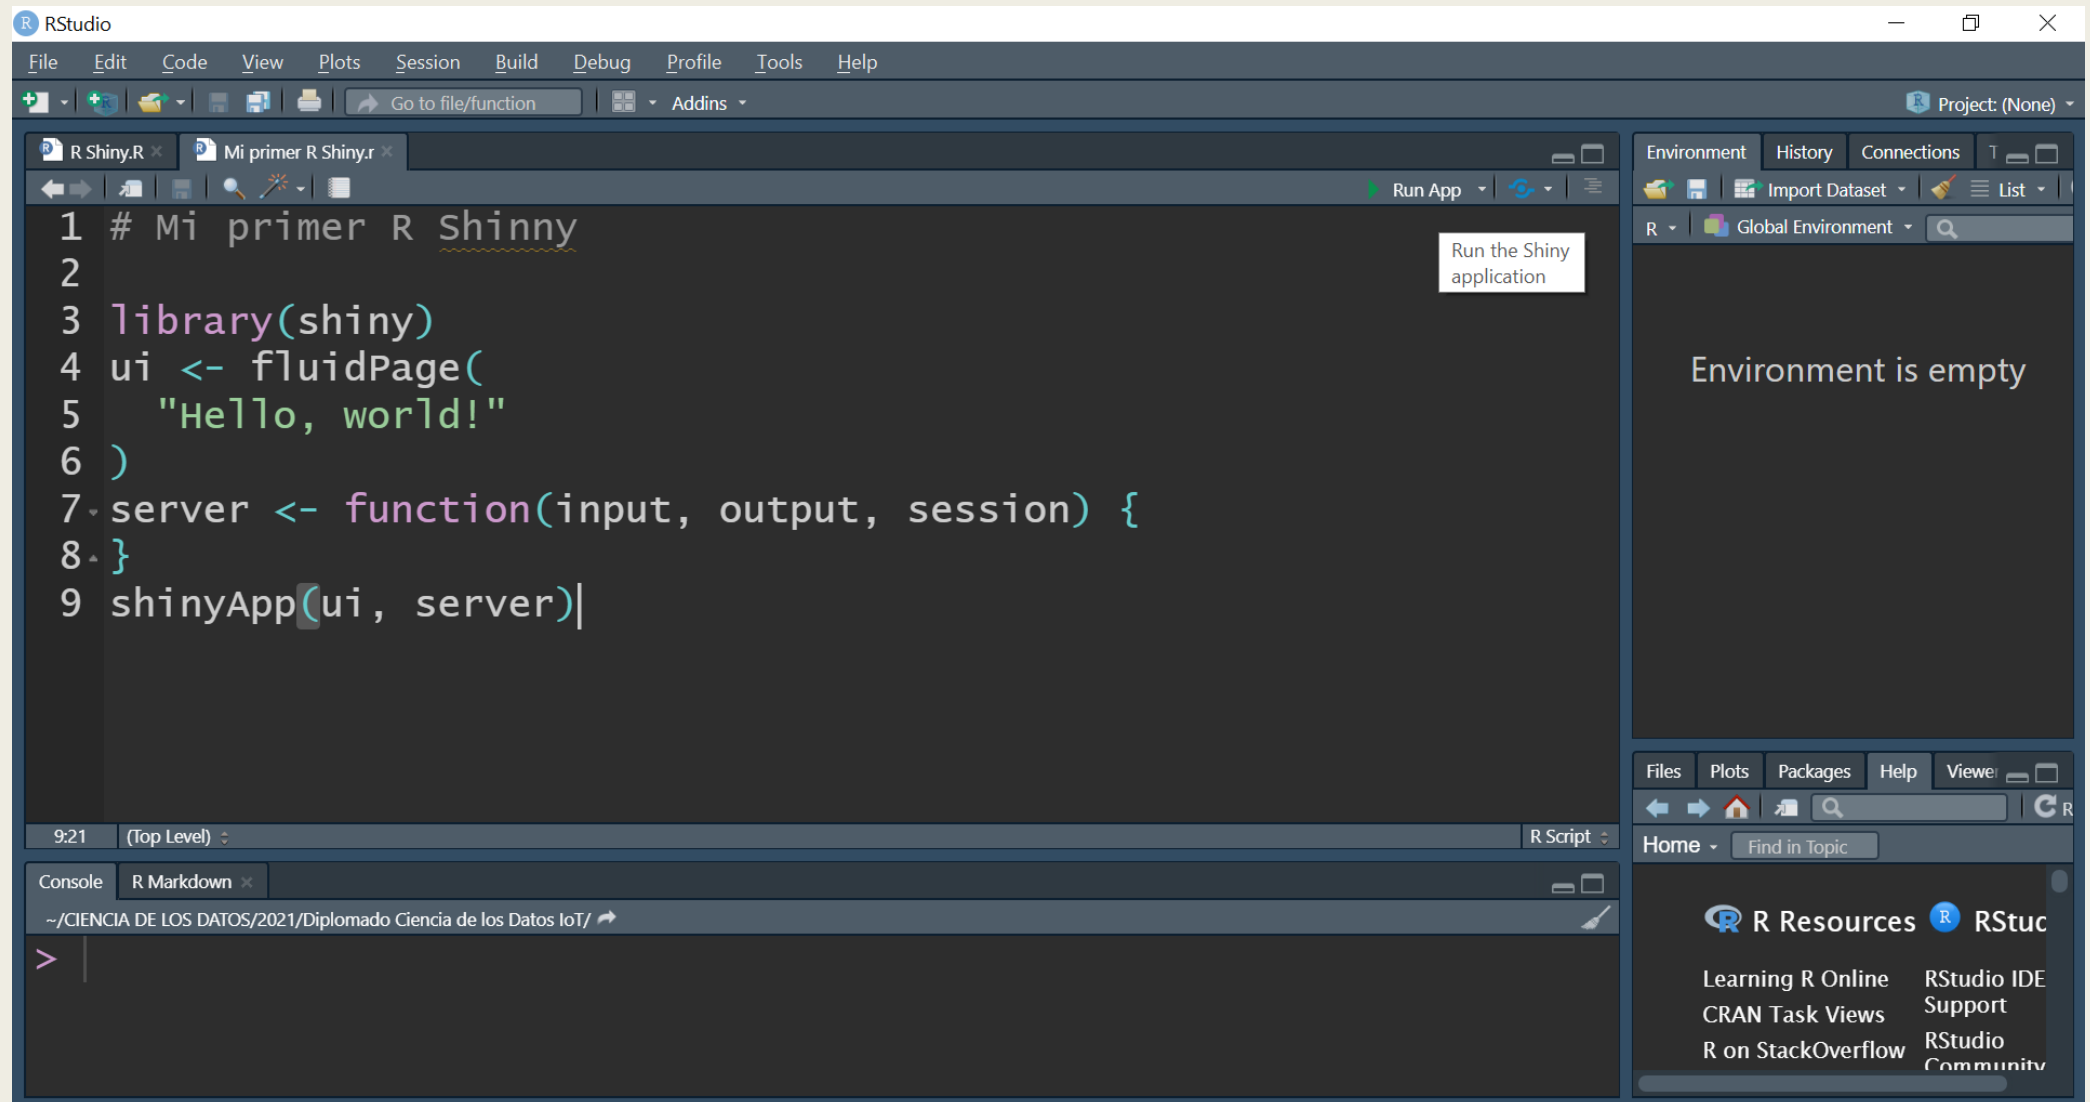 RStudio
File Edit Code View Plots Session Build Debug Profile Tools Help
Go to file/function Addins Project: (None)
R Shiny.R Mi primer R Shiny.r
Run App
1 # Mi primer R Shinny
2
3 library(shiny)
4 ui <- fluidPage(
5 "Hello, world!"
6 )
7 server <- function(input, output, session) {
8 }
9 shinyApp(ui, server)
Run the Shiny
application
9:21 (Top Level) R Script
Console R Markdown
~/CIENCIA DE LOS DATOS/2021/Diplomado Ciencia de los Datos IoT/
>
Environment History Connections T
Import Dataset List
R Global Environment
Environment is empty
Files Plots Packages Help Viewer
R
Home Find in Topic
R Resources
Learning R Online
CRAN Task Views
R on StackOverflow
R RStud
RStudio IDE
Support
RStudio
Community